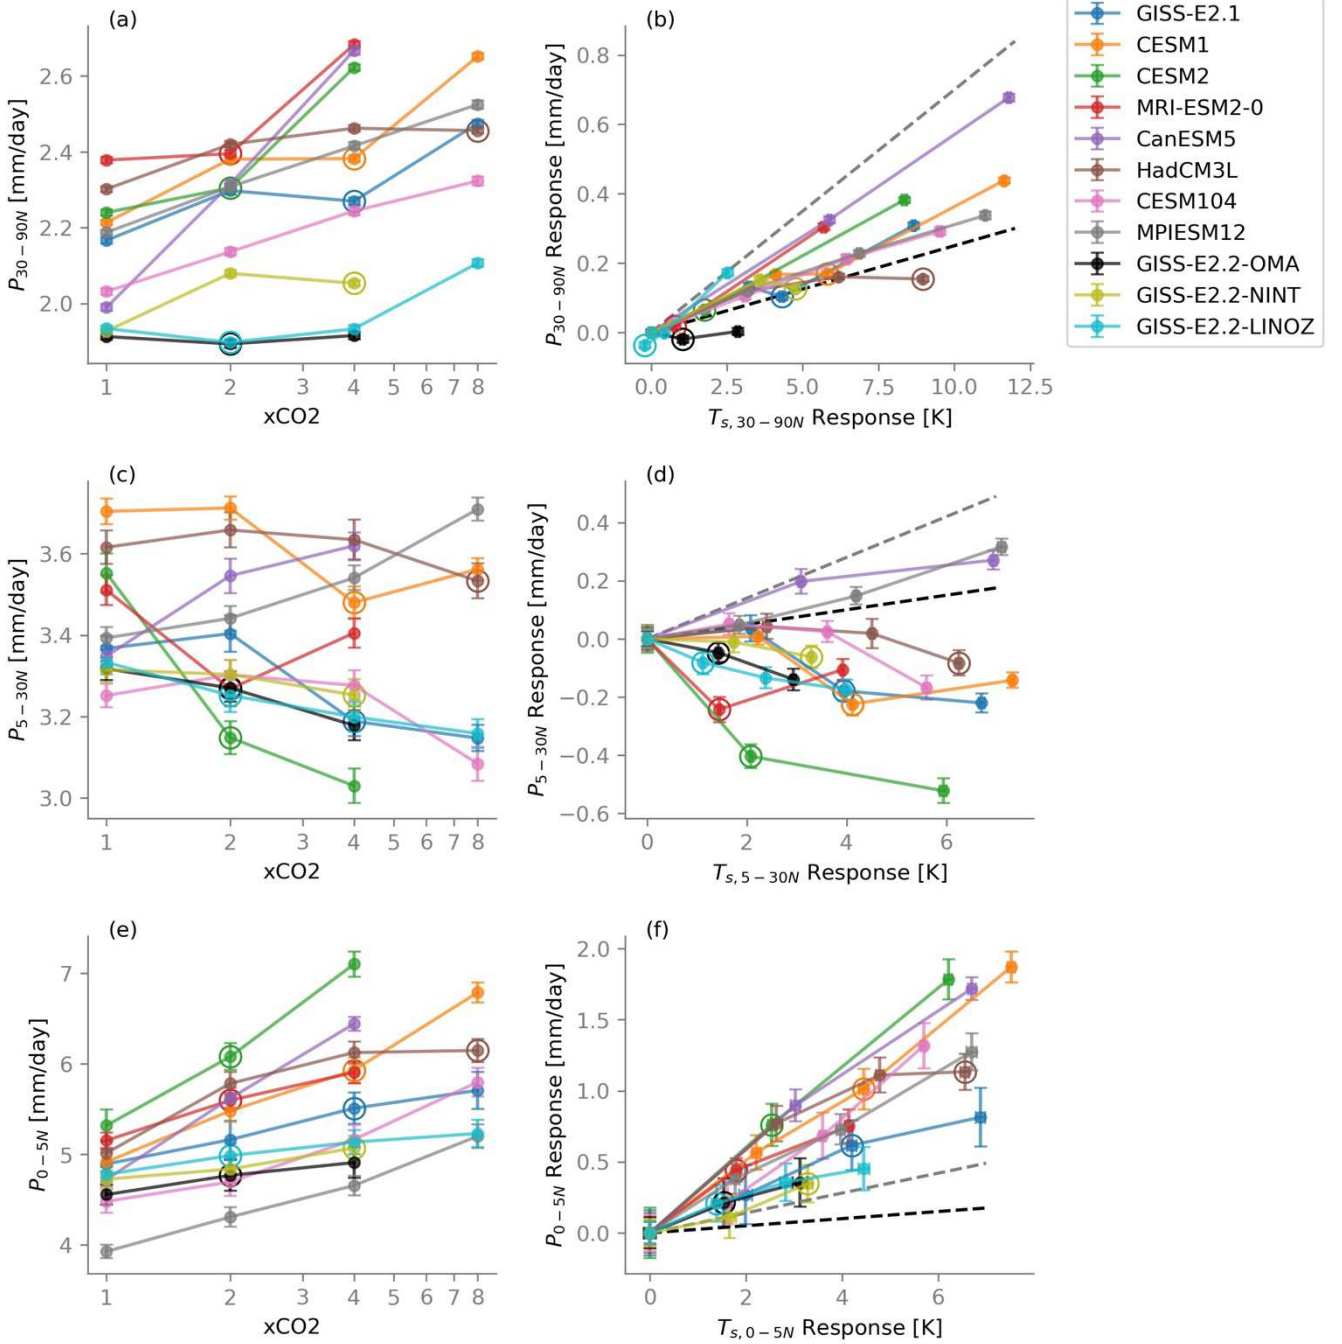 (a)
2.6
2.4
2.2
2.0
P30−90N [mm/day]
1 2 3 4 5 6 7 8
xCO2
(b)
0.8
0.6
0.4
0.2
0.0
P30−90N Response [mm/day]
0.0 2.5 5.0 7.5 10.0 12.5
Ts, 30−90N Response [K]
GISS-E2.1
CESM1
CESM2
MRI-ESM2-0
CanESM5
HadCM3L
CESM104
MPIESM12
GISS-E2.2-OMA
GISS-E2.2-NINT
GISS-E2.2-LINOZ
(c)
3.6
3.4
3.2
3.0
P5−30N [mm/day]
1 2 3 4 5 6 7 8
xCO2
(d)
0.4
0.2
0.0
−0.2
−0.4
−0.6
P5−30N Response [mm/day]
0 2 4 6
Ts, 5−30N Response [K]
(e)
7
6
5
4
P0−5N [mm/day]
1 2 3 4 5 6 7 8
xCO2
(f)
2.0
1.5
1.0
0.5
0.0
P0−5N Response [mm/day]
0 2 4 6
Ts, 0−5N Response [K]